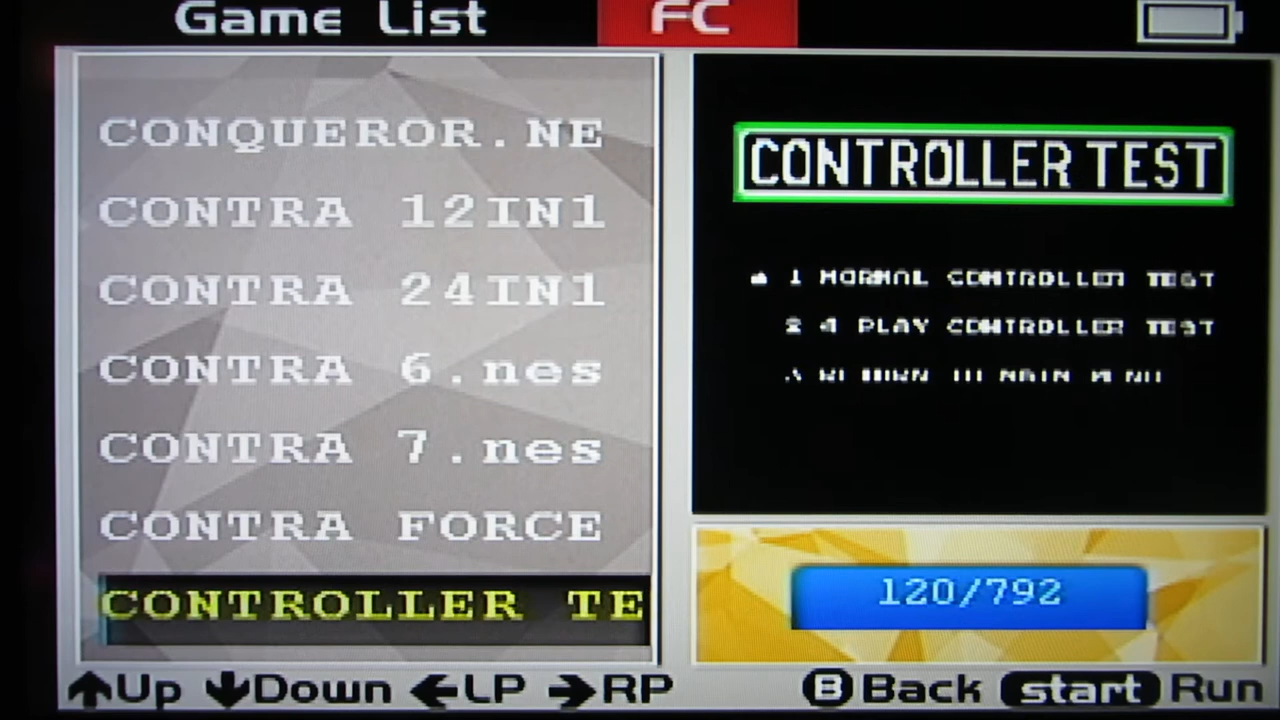 Game List FC
CONQUEROR.NE
CONTRA 12IN1
CONTRA 24IN1
CONTRA 6.nes
CONTRA 7.nes
CONTRA FORCE
CONTROLLER TE
CONTROLLER TEST
1 NORMAL CONTROLLER TEST
2 4 PLAY CONTROLLER TEST
120/792
Up Down LP RP B Back start Run